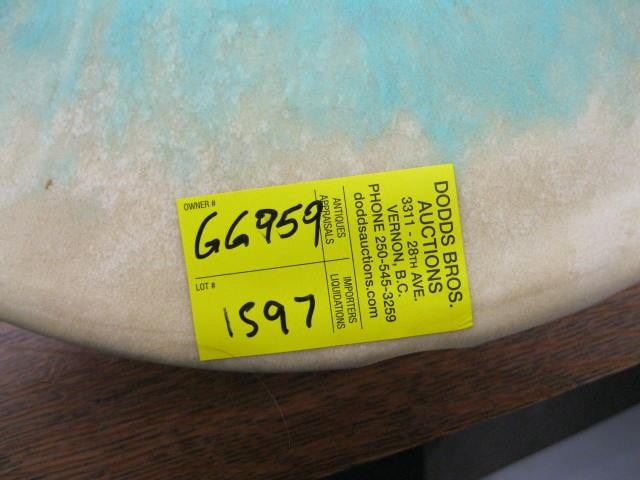 DODDS BROS.
AUCTIONS
3311 - 28TH AVE.
VERNON, B.C.
PHONE 250-545-3259
doddsauctions.com
ANTIQUES
APPRAISALS
IMPORTERS
LIQUIDATIONS
OWNER #
GG959
LOT #
1597